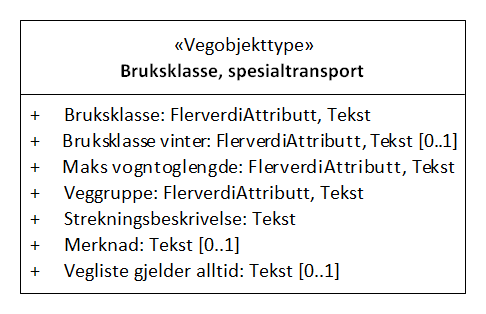 «Vegobjekttype»
Bruksklasse, spesialtransport
+ Bruksklasse: FlerverdiAttributt, Tekst
+ Bruksklasse vinter: FlerverdiAttributt, Tekst [0..1]
+ Maks vogntoglengde: FlerverdiAttributt, Tekst
+ Veggruppe: FlerverdiAttributt, Tekst
+ Strekningsbeskrivelse: Tekst
+ Merknad: Tekst [0..1]
+ Vegliste gjelder alltid: Tekst [0..1]